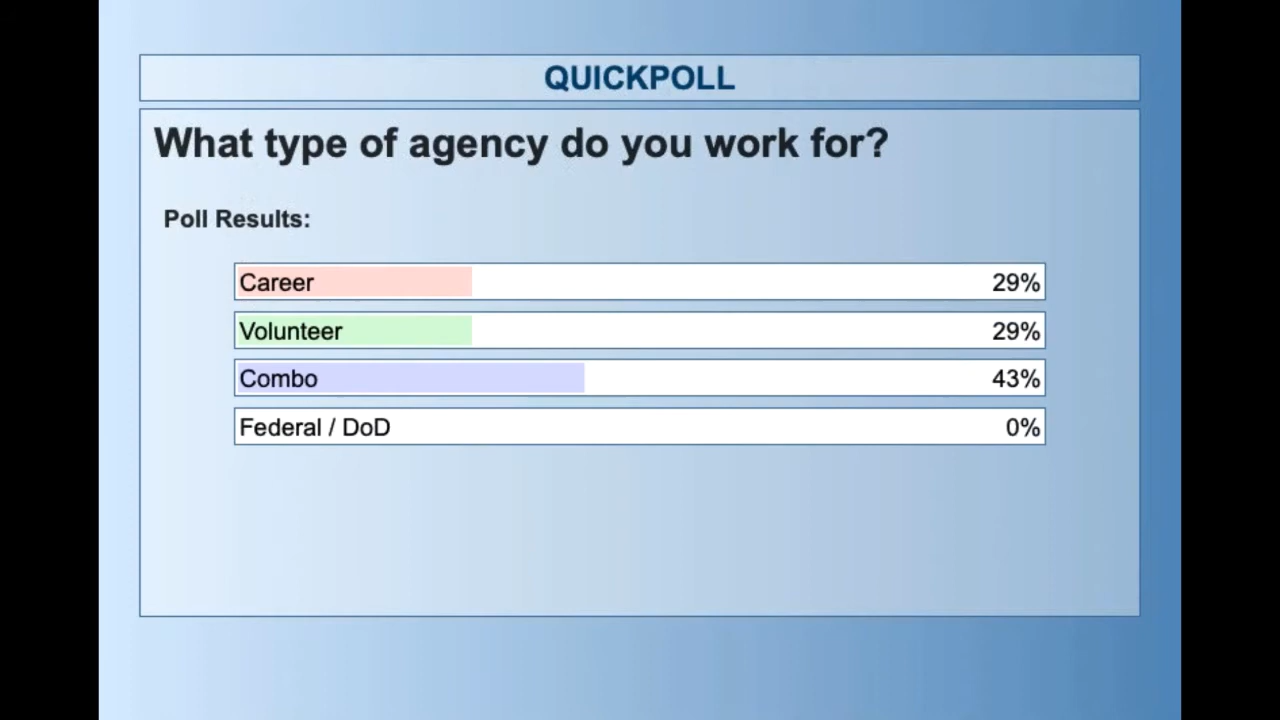 QUICKPOLL
What type of agency do you work for?
Poll Results:
Career 29%
Volunteer 29%
Combo 43%
Federal / DoD 0%